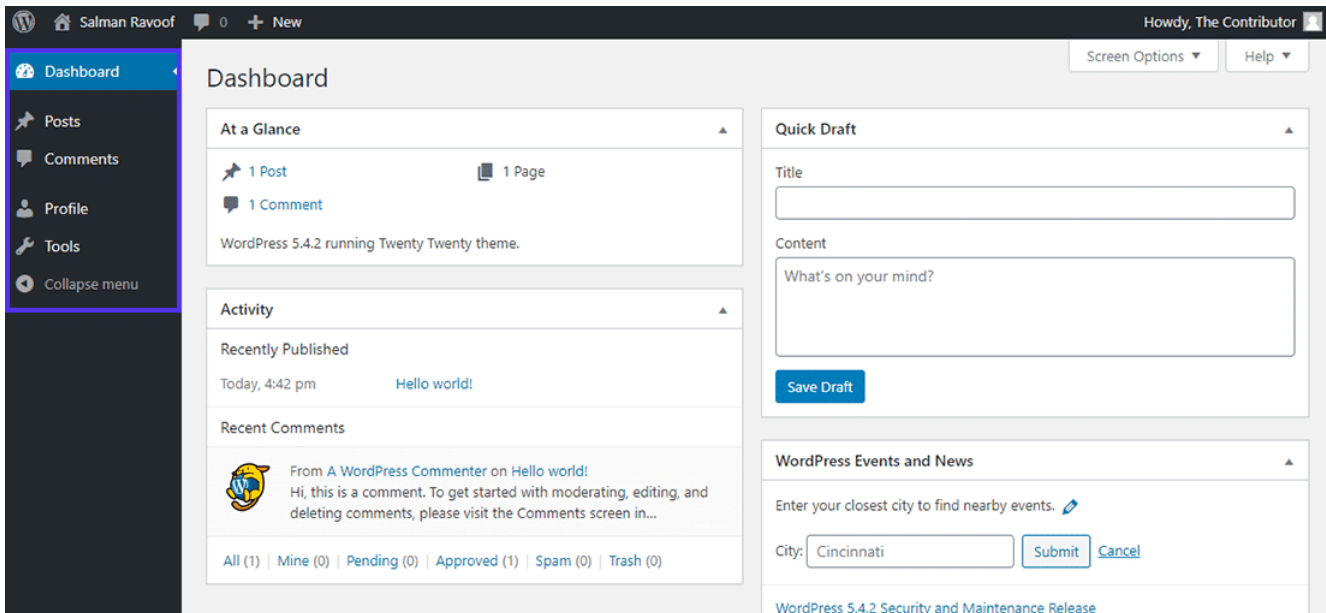 Salman Ravoof 0 New Howdy, The Contributor
Screen Options Help
Dashboard
Posts
Comments
Profile
Tools
Collapse menu
Dashboard
At a Glance
1 Post 1 Page
1 Comment
WordPress 5.4.2 running Twenty Twenty theme.
Activity
Recently Published
Today, 4:42 pm Hello world!
Recent Comments
From A WordPress Commenter on Hello world!
Hi, this is a comment. To get started with moderating, editing, and
deleting comments, please visit the Comments screen in...
All (1) | Mine (0) | Pending (0) | Approved (1) | Spam (0) | Trash (0)
Quick Draft
Title
Content
What's on your mind?
Save Draft
WordPress Events and News
Enter your closest city to find nearby events.
City: Cincinnati Submit Cancel
WordPress 5.4.2 Security and Maintenance Release